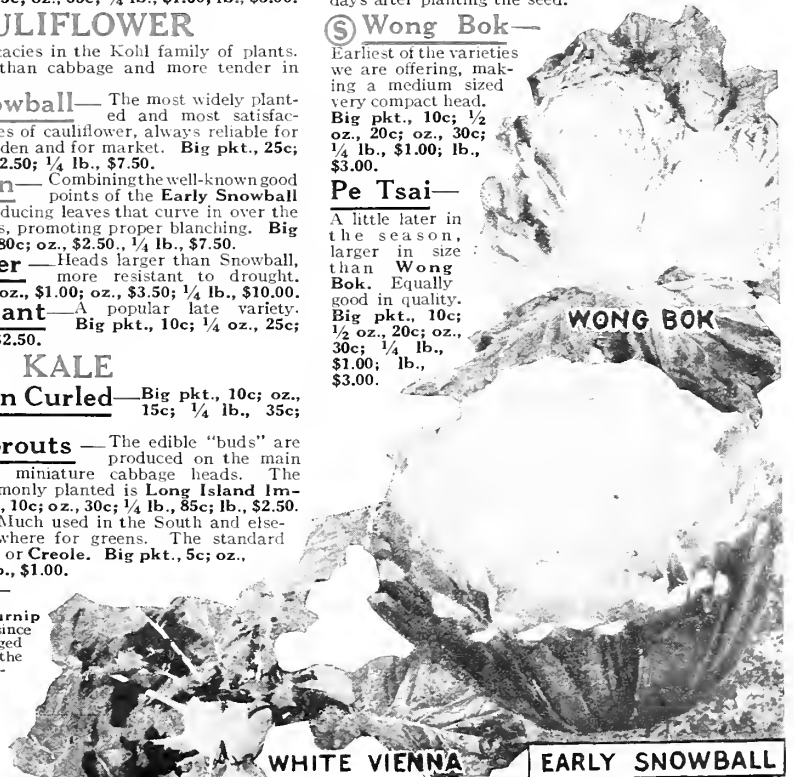 ULIFLOWER
cacies in the Kohl family of plants.
than cabbage and more tender in
owball— The most widely plant-
ed and most satisfac-
es of cauliflower, always reliable for
den and for market. Big pkt., 25c;
2.50; ¼ lb., $7.50.
n— Combining the well-known good
points of the Early Snowball
ducing leaves that curve in over the
s, promoting proper blanching. Big
80c; oz., $2.50., ¼ lb., $7.50.
er—Heads larger than Snowball,
more resistant to drought.
oz., $1.00; oz., $3.50; ¼ lb., $10.00.
ant—A popular late variety.
Big pkt., 10c; ¼ oz., 25c;
$2.50.
KALE
n Curled—Big pkt., 10c; oz.,
15c; ¼ lb., 35c;
routs—The edible "buds" are
produced on the main
miniature cabbage heads. The
monly planted is Long Island Im-
, 10c; oz., 30c; ¼ lb., 85c; lb., $2.50.
Much used in the South and else-
where for greens. The standard
or Creole. Big pkt., 5c; oz.,
b., $1.00.
urnip
since
ged
the
days after planting the seed.
Ⓢ Wong Bok—
Earliest of the varieties
we are offering, mak-
ing a medium sized
very compact head.
Big pkt., 10c; ½
oz., 20c; oz., 30c;
¼ lb., $1.00; lb.,
$3.00.
Pe Tsai—
A little later in
the season,
larger in size
than Wong
Bok. Equally
good in quality.
Big pkt., 10c;
½ oz., 20c; oz.,
30c; ¼ lb.,
$1.00; lb.,
$3.00.
WONG BOK
WHITE VIENNA
EARLY SNOWBALL